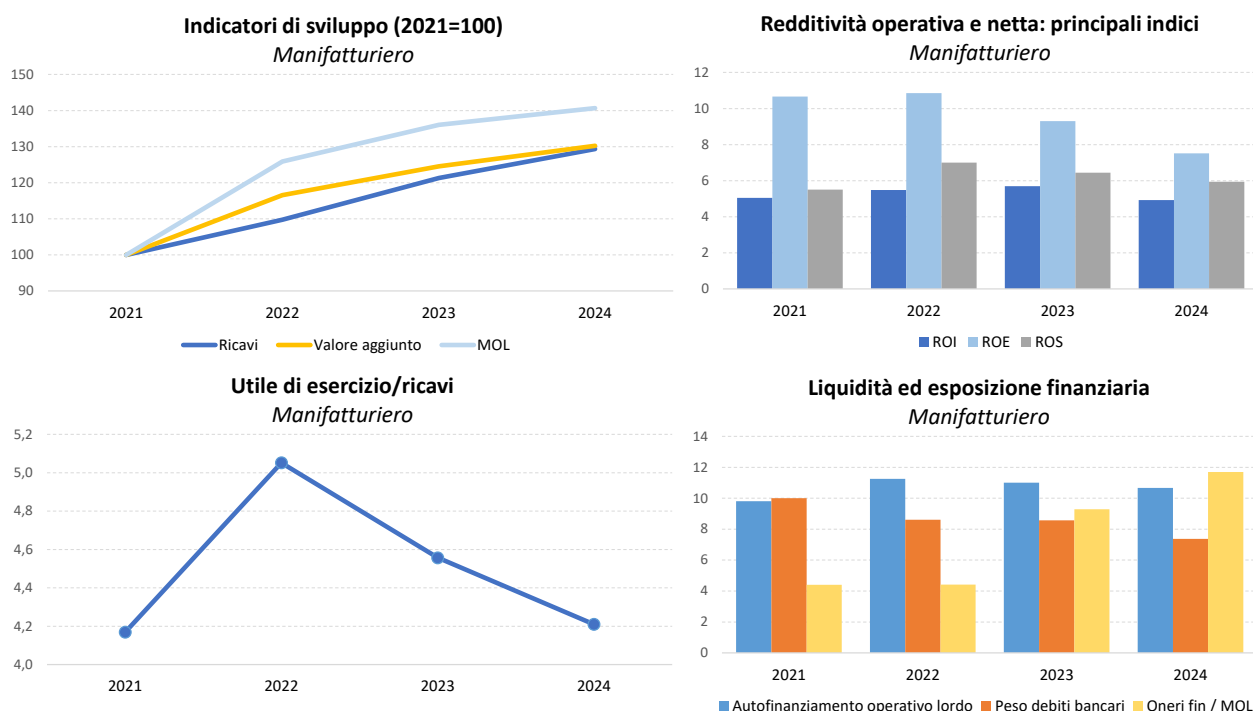 Indicatori di sviluppo (2021=100)
Manifatturiero
150
140
130
120
110
100
90
2021 2022 2023 2024
Ricavi Valore aggiunto MOL
Redditività operativa e netta: principali indici
Manifatturiero
12
10
8
6
4
2
0
2021 2022 2023 2024
ROI ROE ROS
Utile di esercizio/ricavi
Manifatturiero
5,2
5,0
4,8
4,6
4,4
4,2
4,0
2021 2022 2023 2024
Liquidità ed esposizione finanziaria
Manifatturiero
14
12
10
8
6
4
2
0
2021 2022 2023 2024
Autofinanziamento operativo lordo Peso debiti bancari Oneri fin / MOL